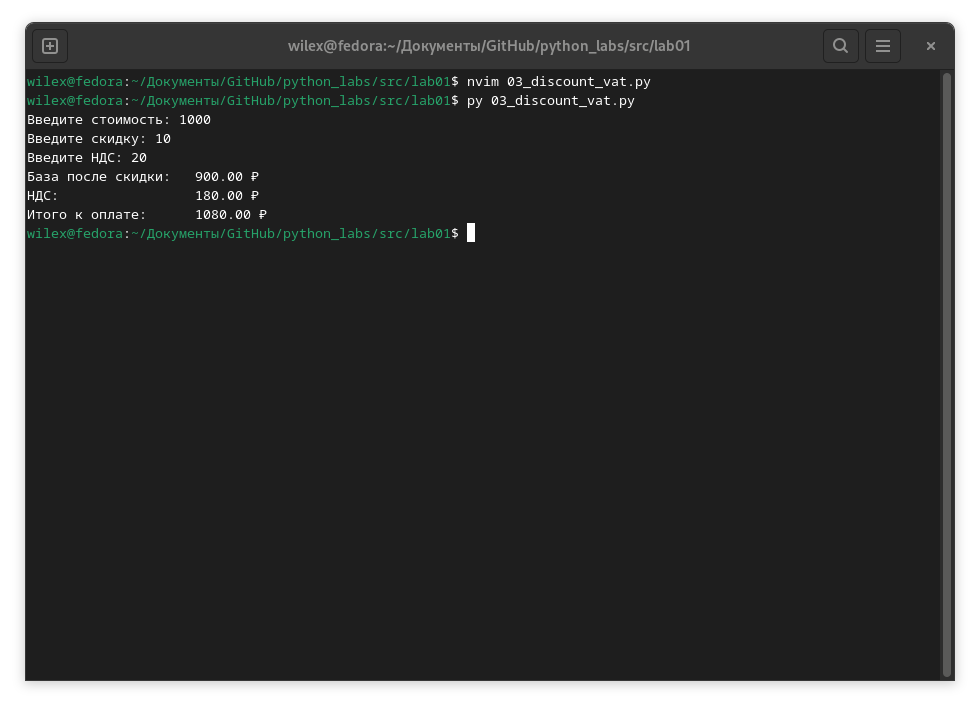 wilex@fedora:~/Документы/GitHub/python_labs/src/lab01
wilex@fedora:~/Документы/GitHub/python_labs/src/lab01$ nvim 03_discount_vat.py
wilex@fedora:~/Документы/GitHub/python_labs/src/lab01$ py 03_discount_vat.py
Введите стоимость: 1000
Введите скидку: 10
Введите НДС: 20
База после скидки:   900.00 ₽
НДС:                 180.00 ₽
Итого к оплате:      1080.00 ₽
wilex@fedora:~/Документы/GitHub/python_labs/src/lab01$